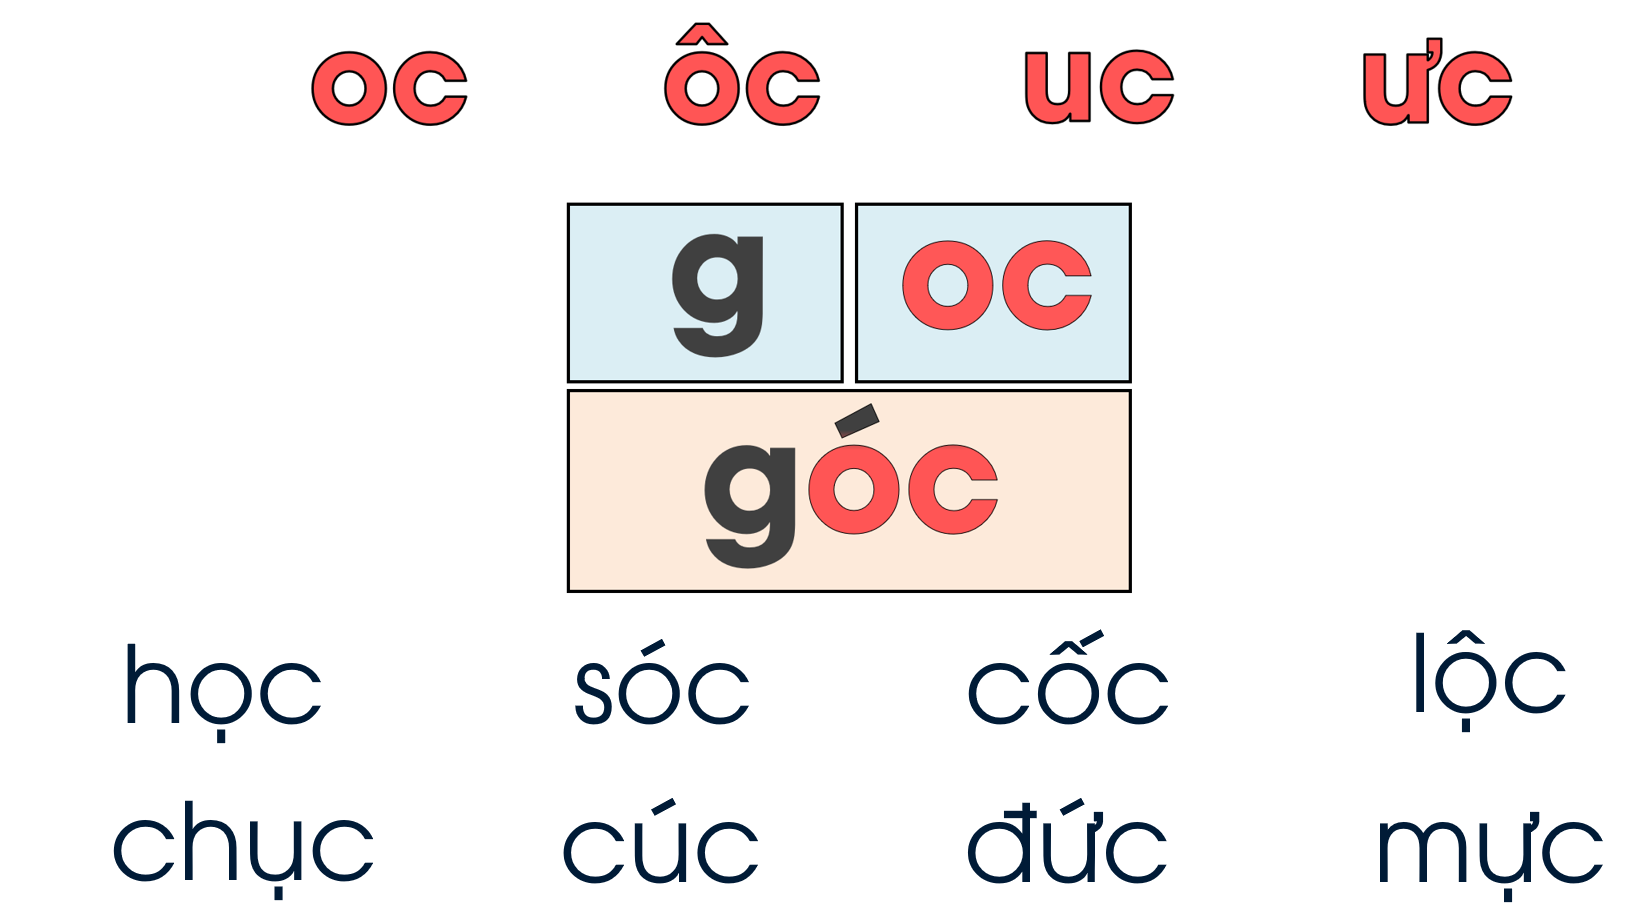 oc ôc uc ưc
g oc
góc
học sóc cốc lộc
chục cúc đức mực